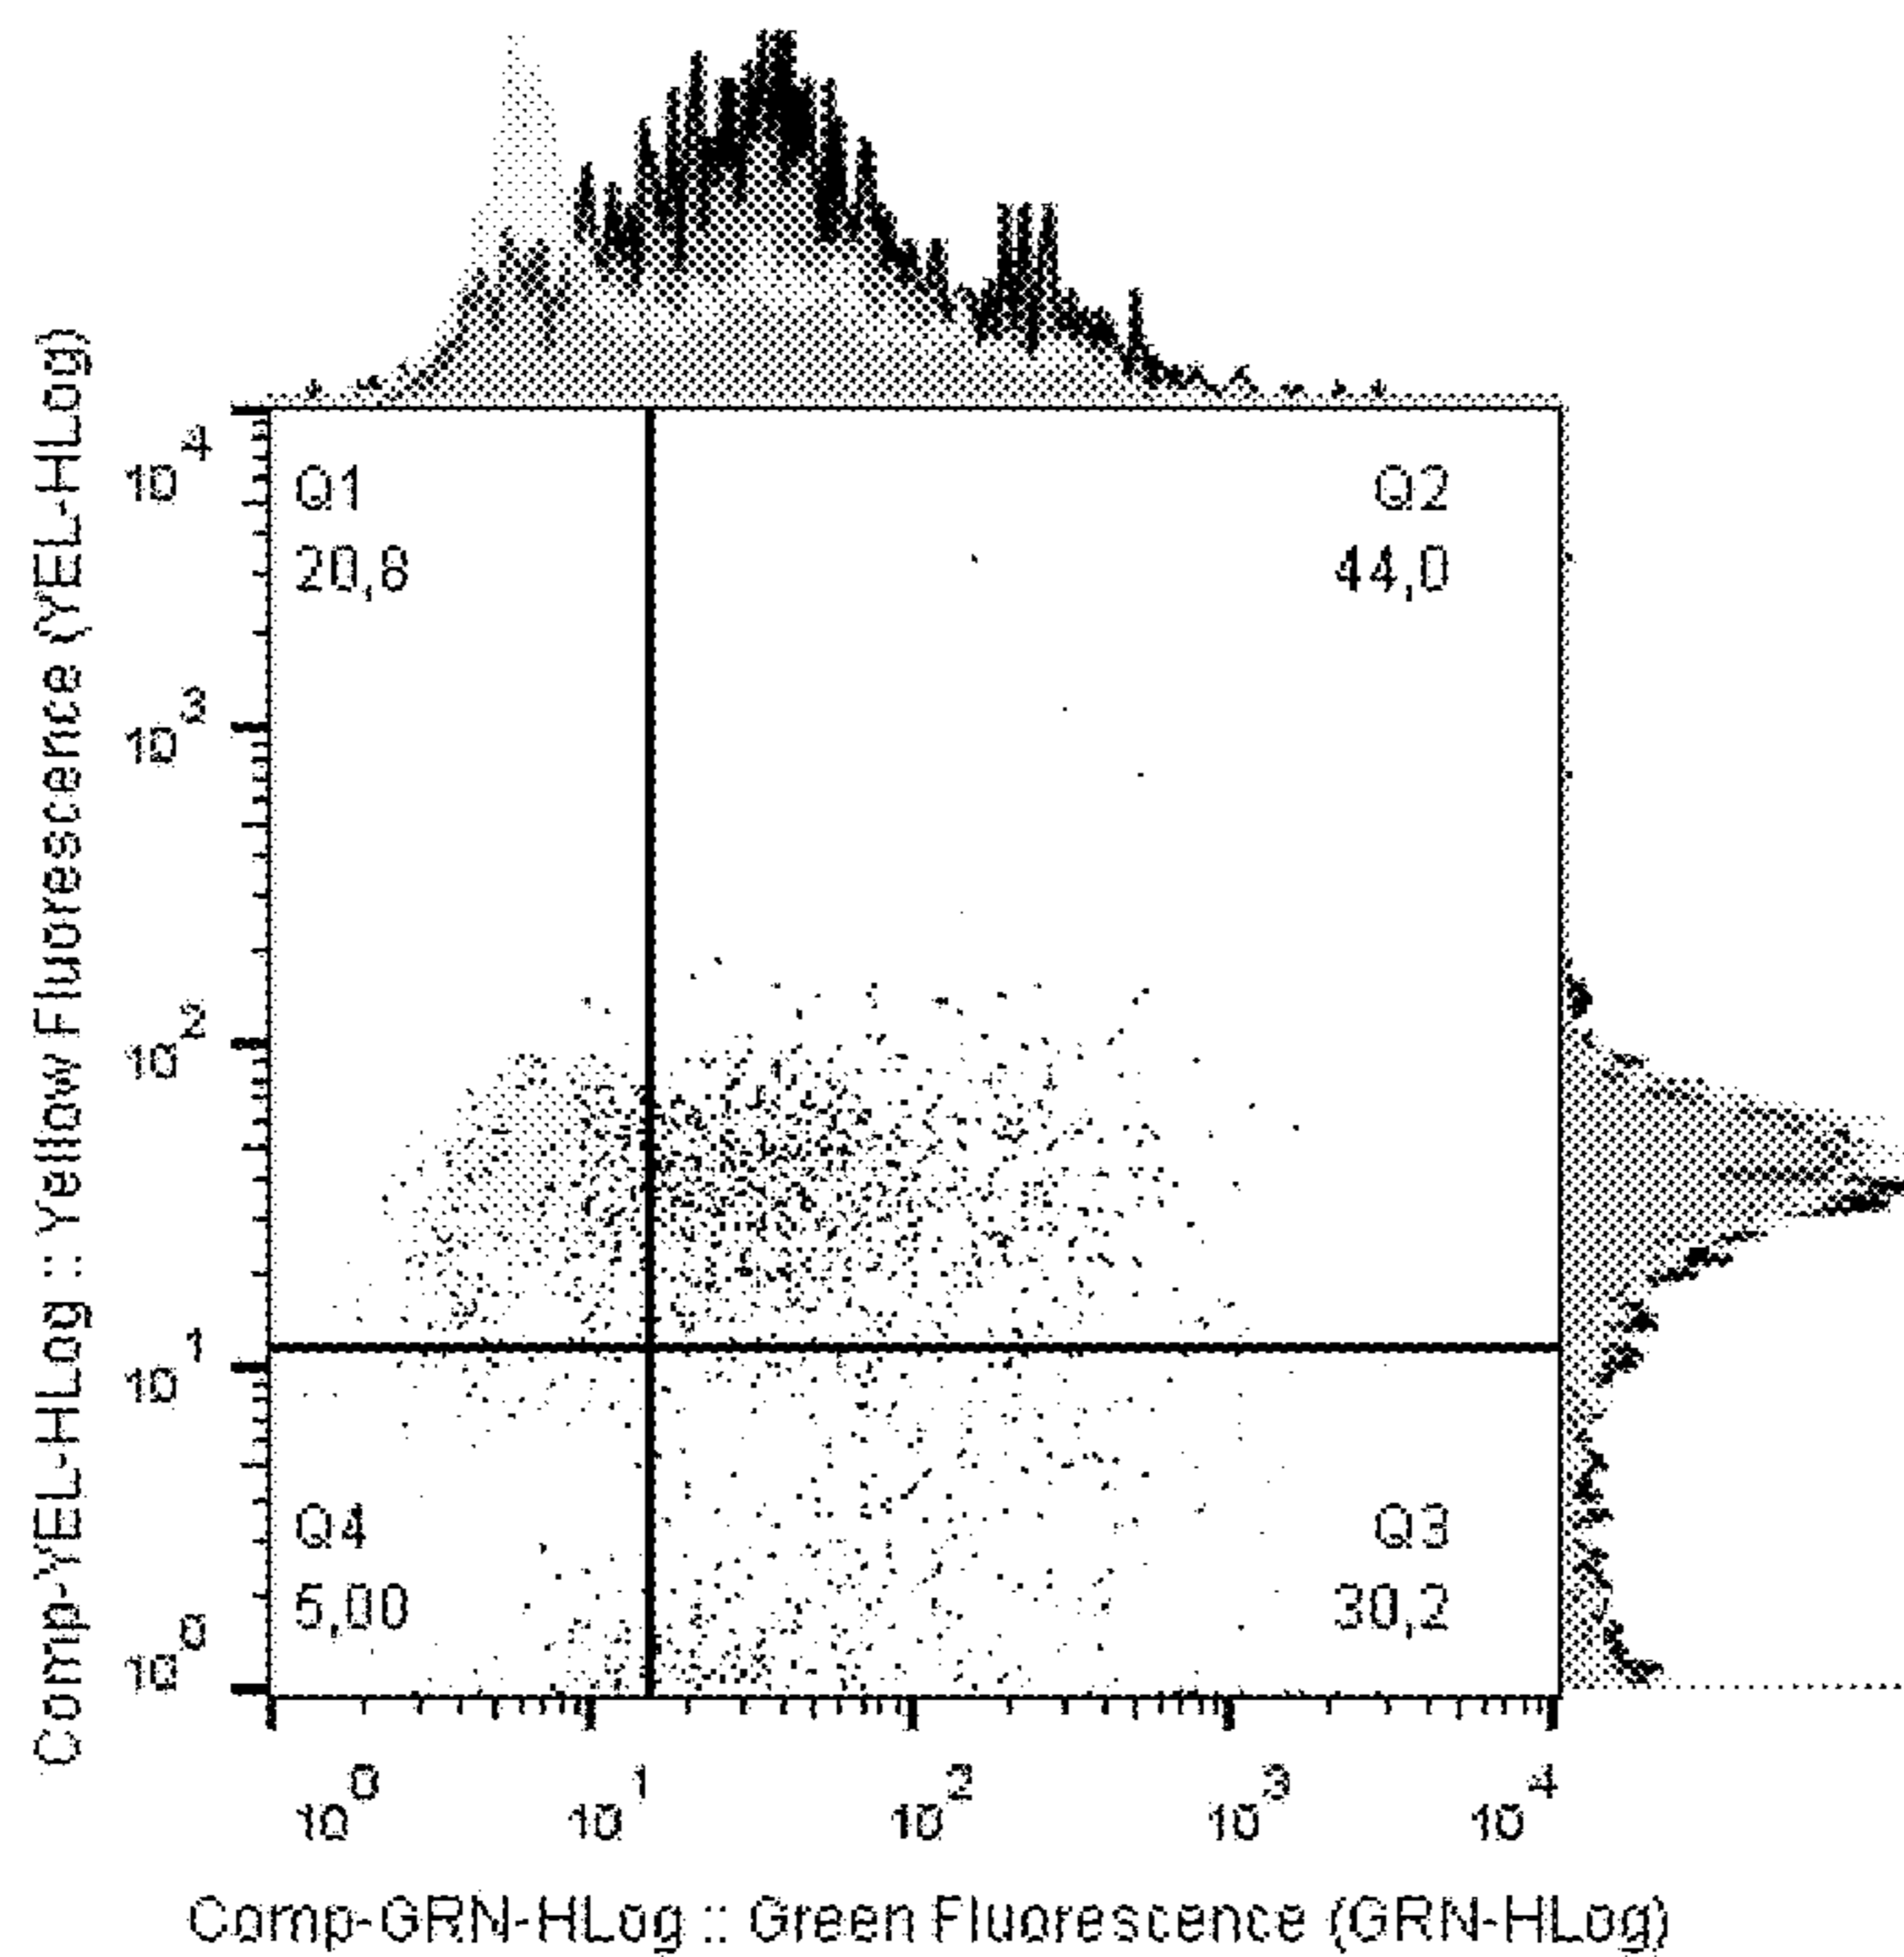 Comp-YEL-HLog :: Yellow Fluorescence (YEL-HLog)
10^4
10^3
10^2
10^1
10^0
Q1
20,8
Q2
44,0
Q4
5,00
Q3
30,2
10^0
10^1
10^2
10^3
10^4
Comp-GRN-HLog :: Green Fluorescence (GRN-HLog)